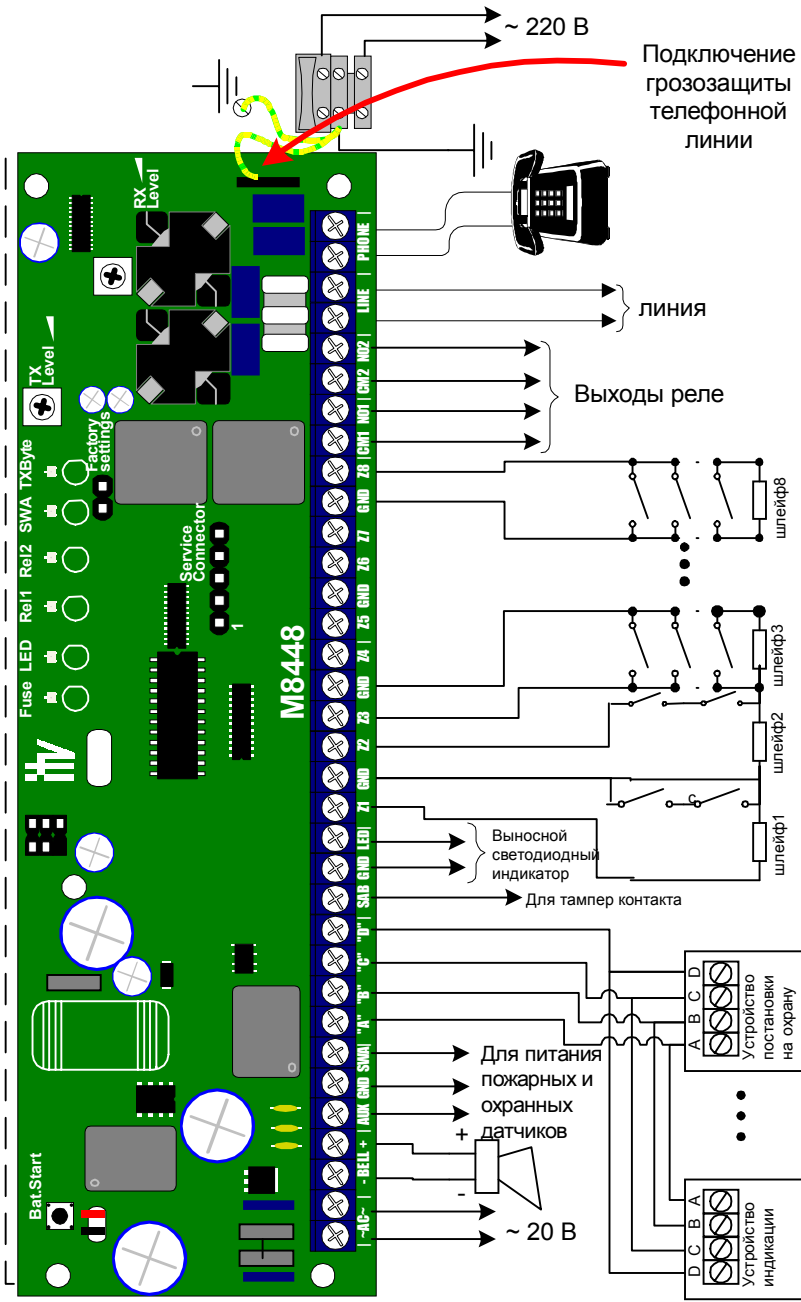 ~ 220 В
Подключение
грозозащиты
телефонной
линии
RX
Level
TX
Level
Factory
settings
Service
Connector
1
Fuse LED Rel1 Rel2 SWA TXByte
itv
M8448
Bat.Start
PHONE |
LINE |
NO2 |
CM2
NO1 |
CM1
Z8 |
GND
Z7
Z6
GND
Z5
Z4 |
GND
Z3
Z2
GND
Z1
LED|
GND
SAB
"D"|
"C"
"B"
"A"
SWA|
GND
AUX
- BELL + |
|~AC~ |
линия
Выходы реле
шлейф8
шлейф3
шлейф2
шлейф1
с
Выносной
светодиодный
индикатор
Для тампер контакта
Для питания
пожарных и
охранных
датчиков
+
-
~ 20 В
D
C
B
A
Устройство
постановки
на охрану
A
B
C
D
Устройство
индикации